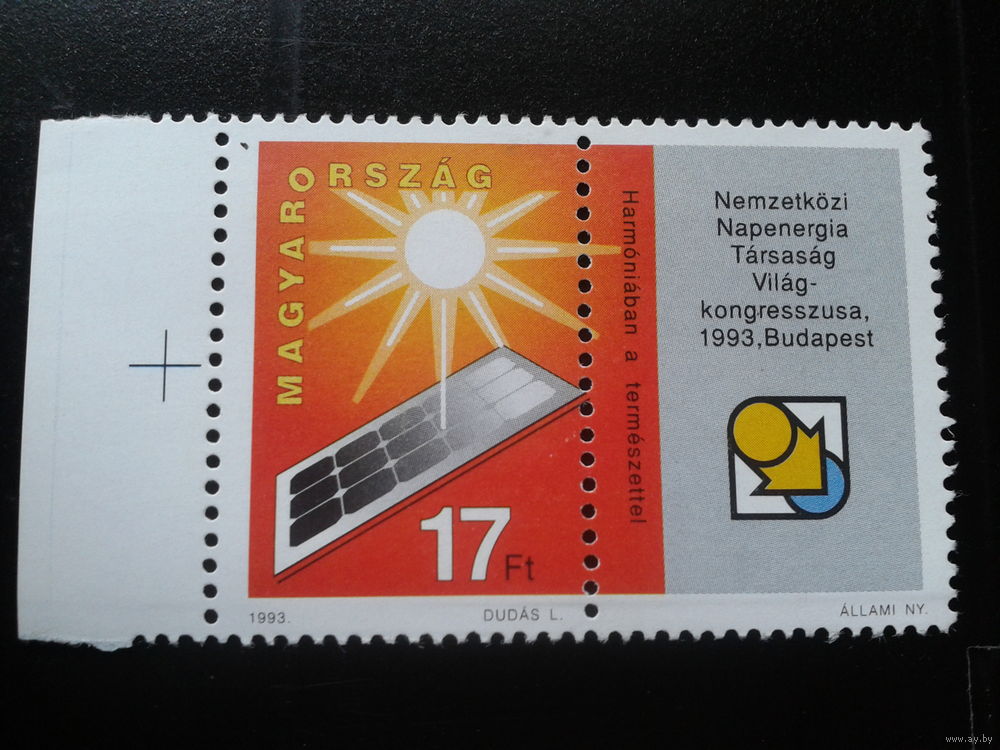 MAGYARORSZÁG
Harmóniában a természettel
17 Ft
1993.
DUDÁS L.
Nemzetközi
Napenergia
Társaság
Világ-
kongresszusa,
1993,Budapest
ÁLLAMI NY.
www.ay.by